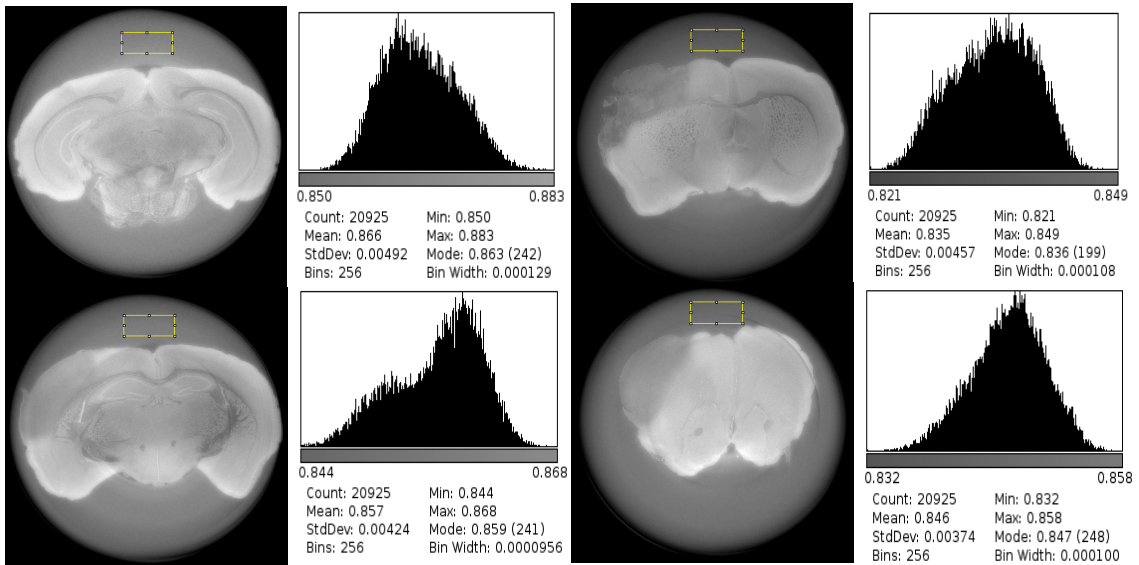 0.850 0.883
Count: 20925 Min: 0.850
Mean: 0.866 Max: 0.883
StdDev: 0.00492 Mode: 0.863 (242)
Bins: 256 Bin Width: 0.000129
0.821 0.849
Count: 20925 Min: 0.821
Mean: 0.835 Max: 0.849
StdDev: 0.00457 Mode: 0.836 (199)
Bins: 256 Bin Width: 0.000108
0.844 0.868
Count: 20925 Min: 0.844
Mean: 0.857 Max: 0.868
StdDev: 0.00424 Mode: 0.859 (241)
Bins: 256 Bin Width: 0.0000956
0.832 0.858
Count: 20925 Min: 0.832
Mean: 0.846 Max: 0.858
StdDev: 0.00374 Mode: 0.847 (248)
Bins: 256 Bin Width: 0.000100